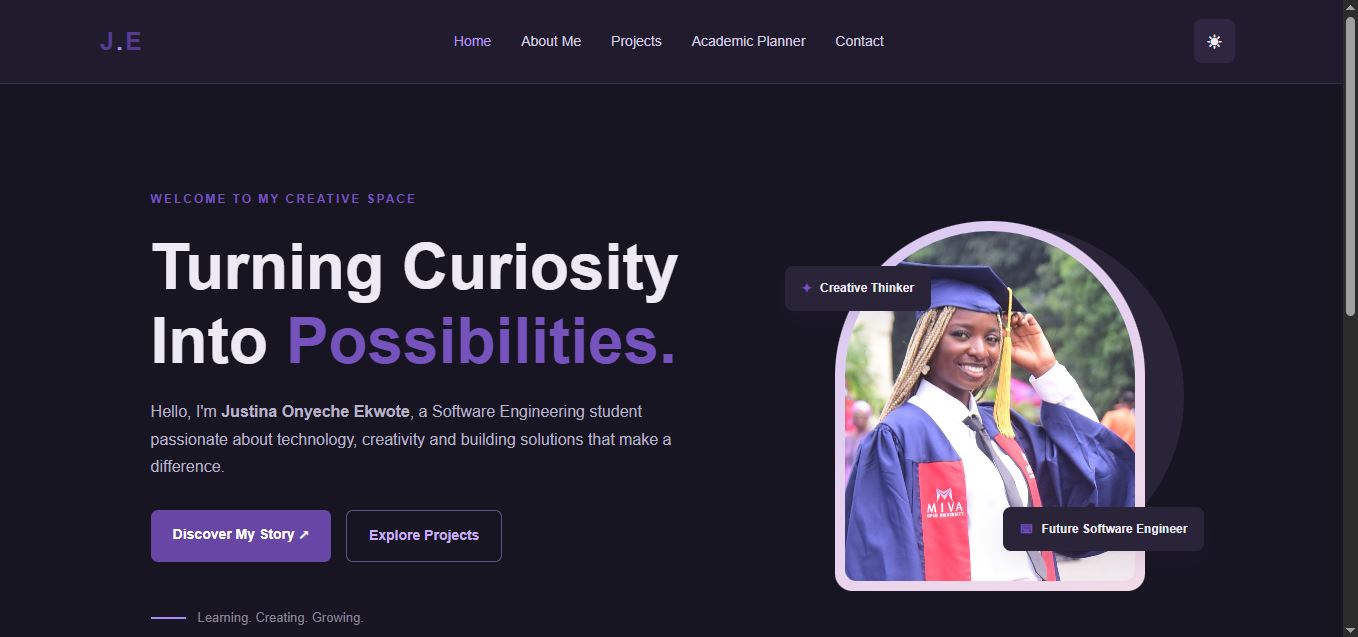 J.E
Home
About Me
Projects
Academic Planner
Contact
WELCOME TO MY CREATIVE SPACE
Turning Curiosity
Into Possibilities.
Hello, I'm Justina Onyeche Ekwote, a Software Engineering student
passionate about technology, creativity and building solutions that make a
difference.
Discover My Story ↗
Explore Projects
Learning. Creating. Growing.
Creative Thinker
MIVA
OPEN UNIVERSITY
Future Software Engineer